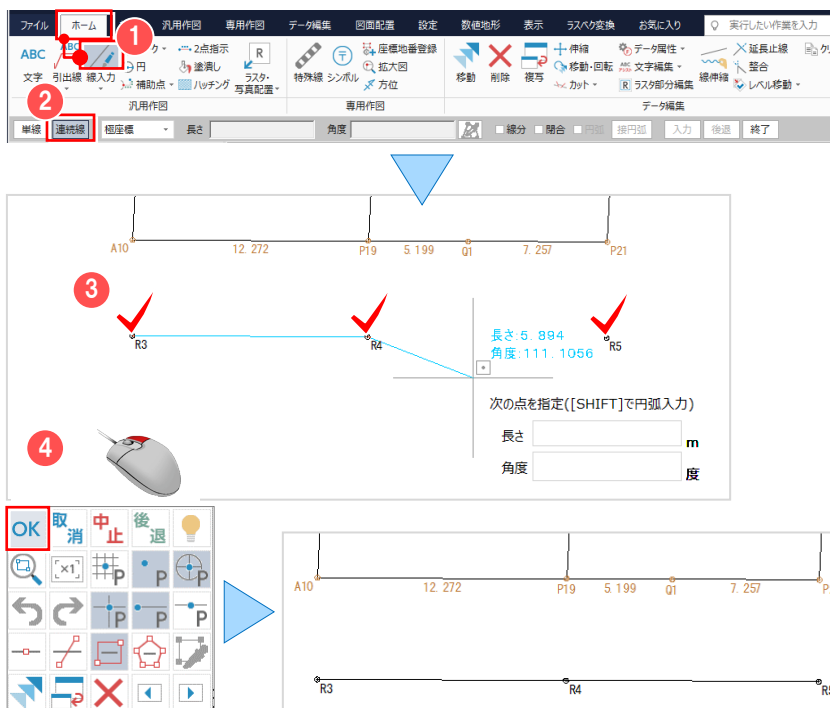 ファイル ホーム 汎用作図 専用作図 データ編集 図面配置 設定 数値地形 表示 ラスベク変換 お気に入り 実行したい作業を入力
1
ABC ABC ク 2点指示 R 座標地番登録 伸縮 データ属性 延長止線 ク
円 塗潰し 拡大図 移動・回転 文字編集 整合
文字 引出線 線入力 補助点 ハッチング ラスタ・写真配置 特殊線 シンボル 方位 移動 削除 複写 カット R ラスタ部分編集 線伸縮 レベル移動
2
汎用作図 専用作図 データ編集
単線 連続線 極座標 長さ 角度 線分 閉合 円弧 接円弧 入力 後退 終了
A10 12.272 P19 5.199 Q1 7.257 P21
3
R3 R4 R5
長さ:5.894
角度:111.1056
次の点を指定([SHIFT]で円弧入力)
長さ m
角度 度
4
OK 取消 中止 後退
[×1] P P P
P P P
A10 12.272 P19 5.199 Q1 7.257 P
R3 R4 R5